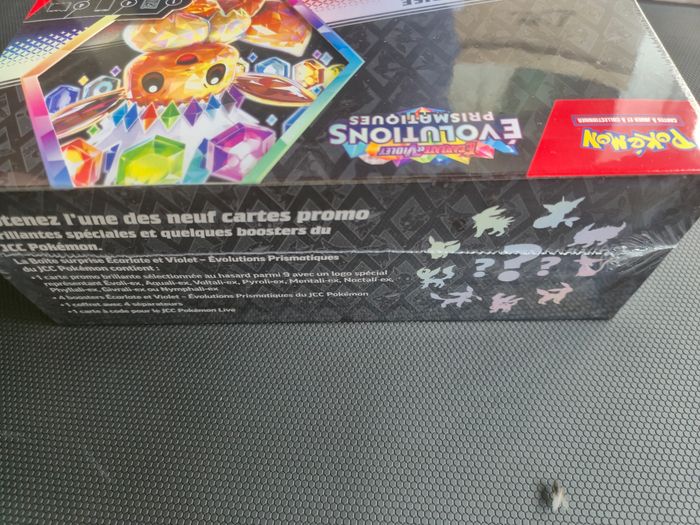 POKÉMON
CARTES À JOUER ET À COLLECTIONNER
ÉCARLATE ET VIOLET
ÉVOLUTIONS
PRISMATIQUES
tenez l'une des neuf cartes promo
rillantes spéciales et quelques boosters du
JCC Pokémon.
La Boîte surprise Écarlate et Violet – Évolutions Prismatiques
du JCC Pokémon contient :
• 1 carte promo brillante sélectionnée au hasard parmi 9 avec un logo spécial
représentant Évoli-ex, Aquali-ex, Voltali-ex, Pyroli-ex, Mentali-ex, Noctali-ex,
Phyllali-ex, Givrali-ex ou Nymphali-ex
• 4 boosters Écarlate et Violet – Évolutions Prismatiques du JCC Pokémon
• 1 coffret avec 4 séparateurs
• 1 carte à code pour le JCC Pokémon Live
?